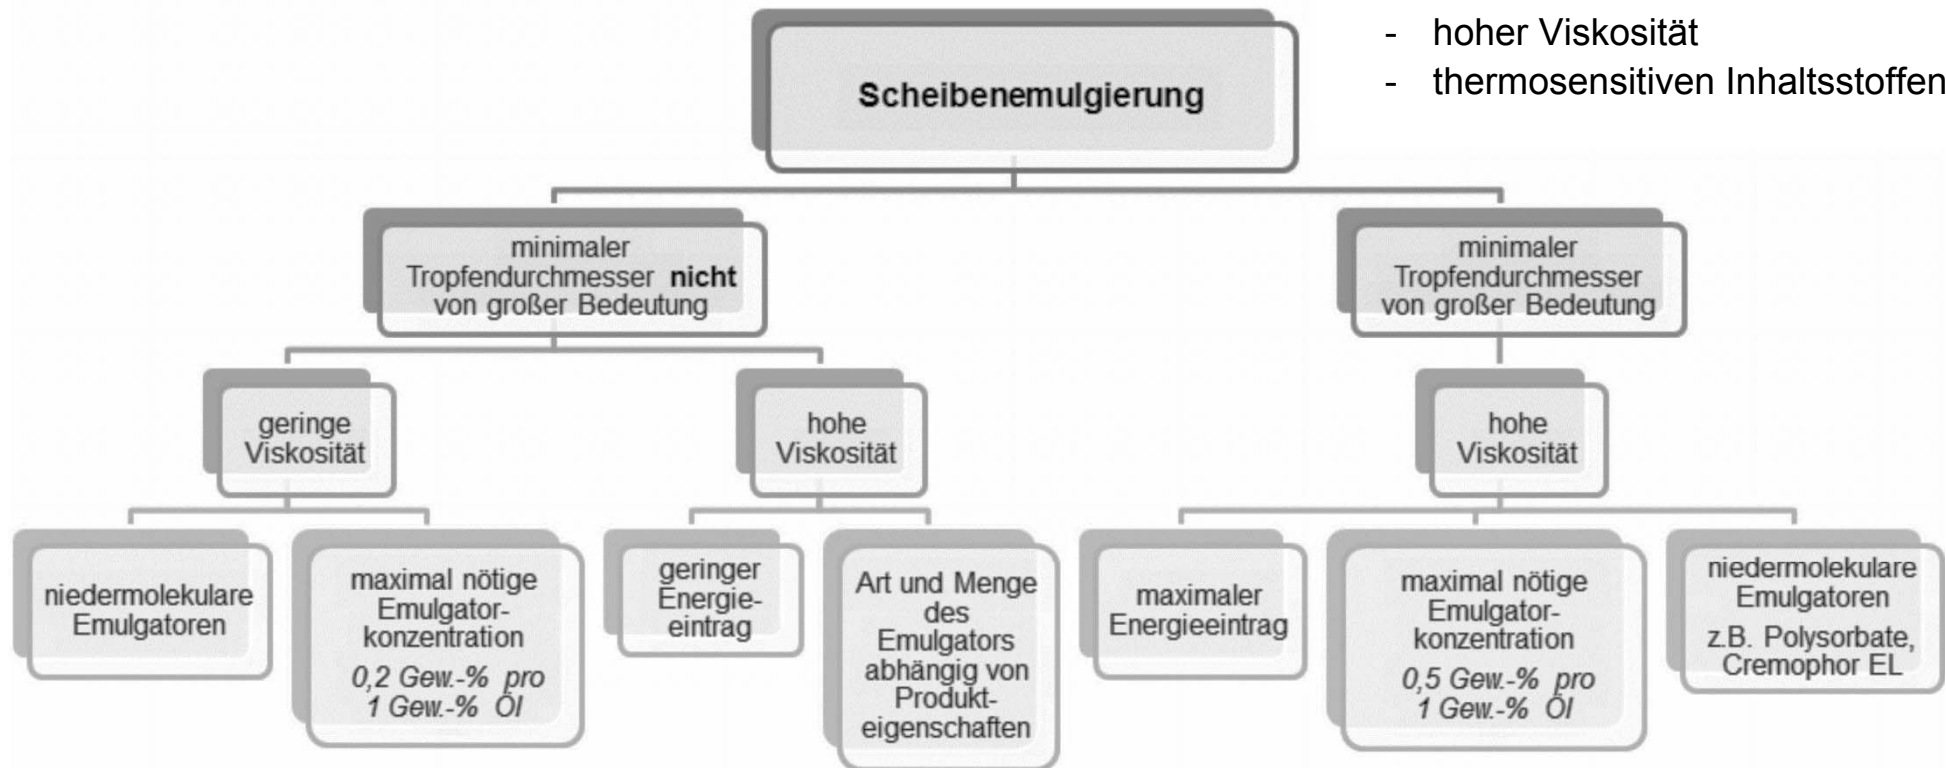 - hoher Viskosität
- thermosensitiven Inhaltsstoffen
Scheibenemulgierung
minimaler
Tropfendurchmesser nicht
von großer Bedeutung
minimaler
Tropfendurchmesser
von großer Bedeutung
geringe
Viskosität
hohe
Viskosität
hohe
Viskosität
niedermolekulare
Emulgatoren
maximal nötige
Emulgator-
konzentration
0,2 Gew.-% pro
1 Gew.-% Öl
geringer
Energie-
eintrag
Art und Menge
des
Emulgators
abhängig von
Produkt-
eigenschaften
maximaler
Energieeintrag
maximal nötige
Emulgator-
konzentration
0,5 Gew.-% pro
1 Gew.-% Öl
niedermolekulare
Emulgatoren
z.B. Polysorbate,
Cremophor EL